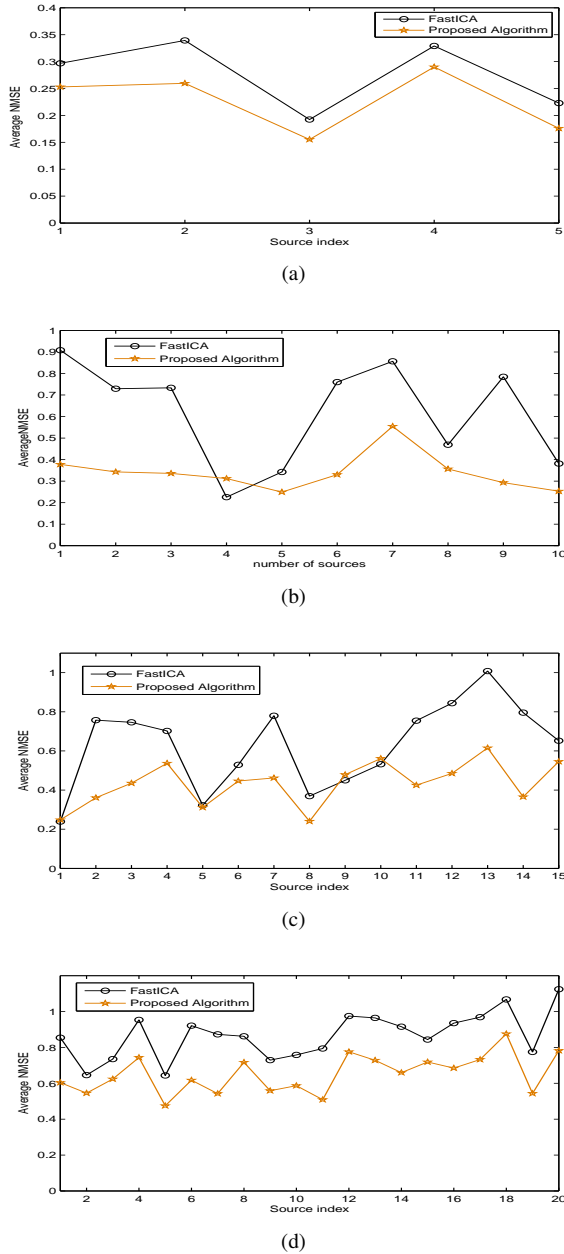 0.4
0.35
0.3
0.25
0.2
0.15
0.1
0.05
0
Average NMSE
FastICA
Proposed Algorithm
1 2 3 4 5
Source index
(a)
1
0.9
0.8
0.7
0.6
0.5
0.4
0.3
0.2
0.1
0
AverageNMSE
FastICA
Proposed Algorithm
1 2 3 4 5 6 7 8 9 10
number of sources
(b)
1
0.8
0.6
0.4
0.2
0
Average NMSE
FastICA
Proposed Algorithm
1 2 3 4 5 6 7 8 9 10 11 12 13 14 15
Source index
(c)
1
0.8
0.6
0.4
0.2
0
Average NMSE
FastICA
Proposed Algorithm
2 4 6 8 10 12 14 16 18 20
Source index
(d)